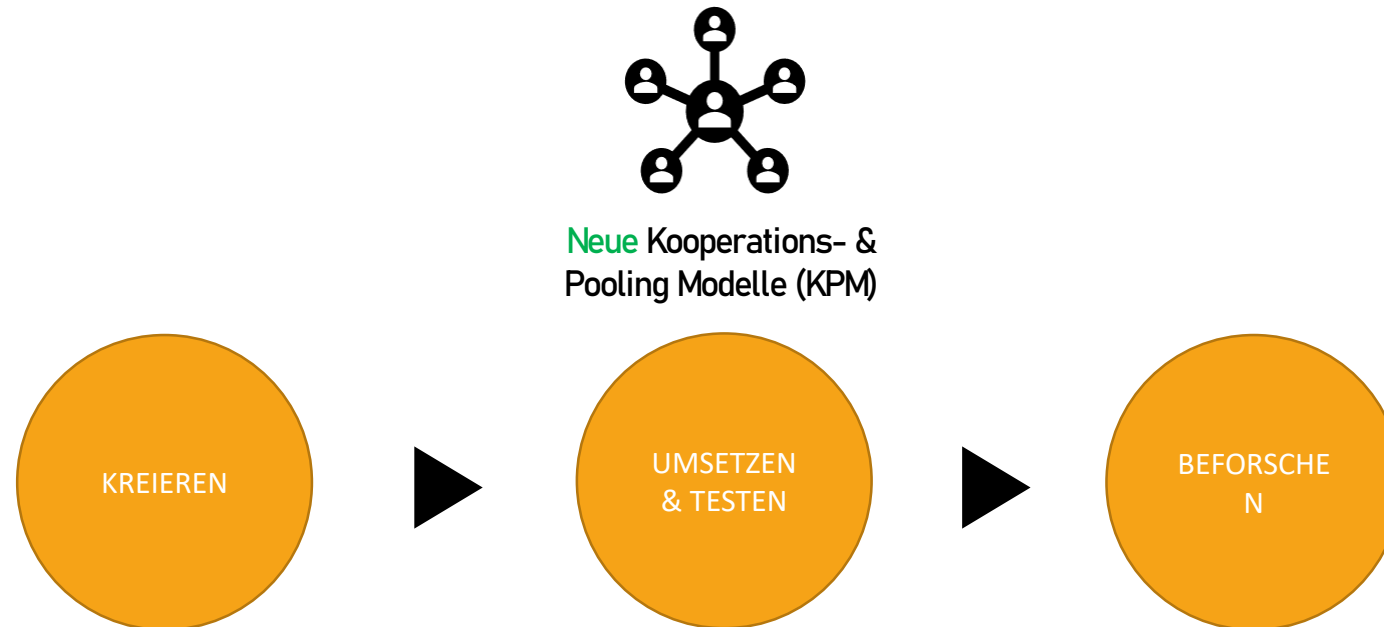 Neue Kooperations- &
Pooling Modelle (KPM)
KREIEREN
UMSETZEN
& TESTEN
BEFORSCHE
N